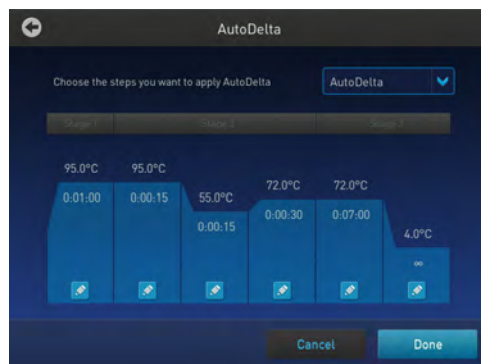 AutoDelta
Choose the steps you want to apply AutoDelta
AutoDelta
Stage 1 Stage 2 Stage 3
95.0°C 95.0°C 55.0°C 72.0°C 72.0°C 4.0°C
0:01:00 0:00:15 0:00:15 0:00:30 0:07:00 ∞
Cancel Done